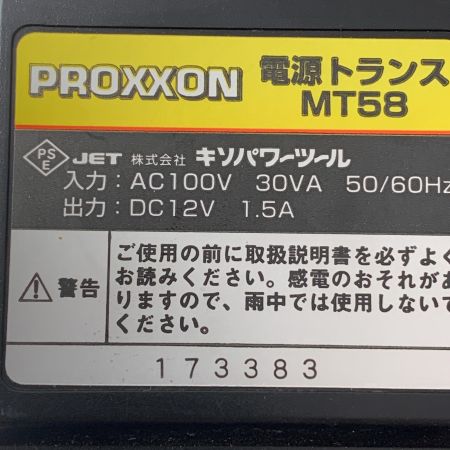 PROXXON 電源トランス
MT58
PS
E
JET 株式会社 キソパワーツール
入力：AC100V 30VA 50/60Hz
出力：DC12V 1.5A
警告
ご使用の前に取扱説明書を必ずよく
お読みください。感電のおそれがあ
りますので、雨中では使用しないで
ください。
173383